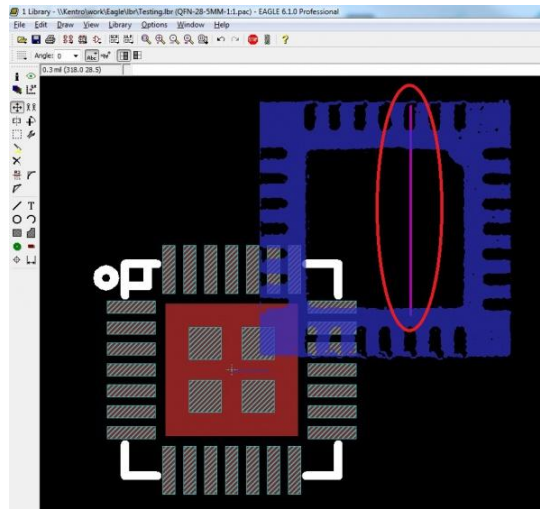 1 Library - \\Kentro\work\Eagle\lbr\Testing.lbr (QFN-28-5MM-1:1.pac) - EAGLE 6.1.0 Professional
File Edit Draw View Library Options Window Help
Angle: 0 Abc
0.3 mil (318.0 28.5)